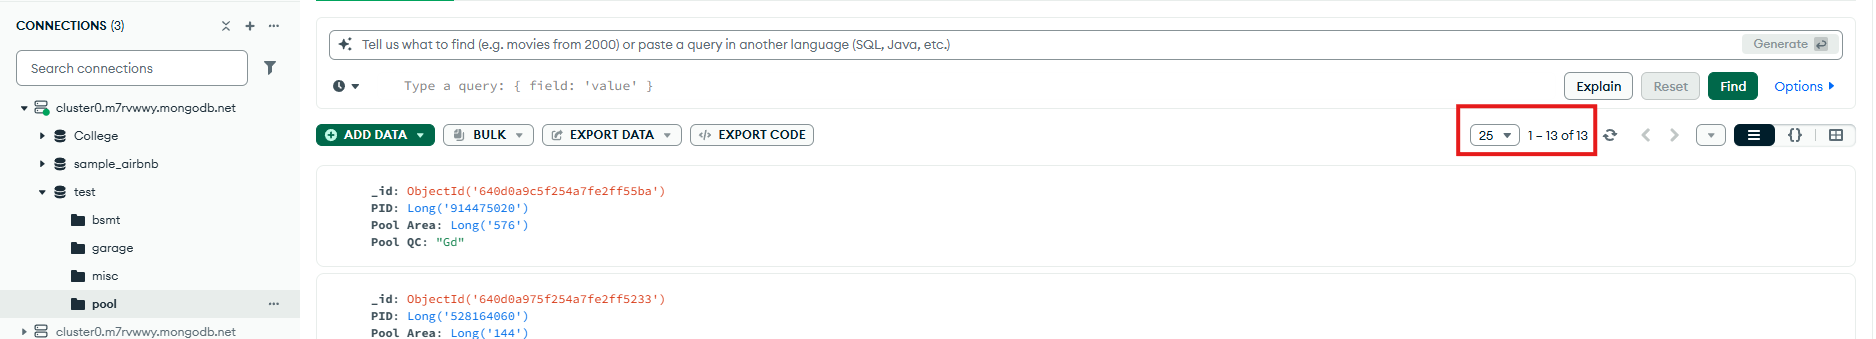 CONNECTIONS (3)
Search connections
cluster0.m7rvwwy.mongodb.net
College
sample_airbnb
test
bsmt
garage
misc
pool
cluster0.m7rvwwy.mongodb.net
Tell us what to find (e.g. movies from 2000) or paste a query in another language (SQL, Java, etc.)
Generate
Type a query: { field: 'value' }
Explain
Reset
Find
Options
ADD DATA
BULK
EXPORT DATA
EXPORT CODE
25
1 – 13 of 13
_id: ObjectId('640d0a9c5f254a7fe2ff55ba')
PID: Long('914475020')
Pool Area: Long('576')
Pool QC: "Gd"
_id: ObjectId('640d0a975f254a7fe2ff5233')
PID: Long('528164060')
Pool Area: Long('144')